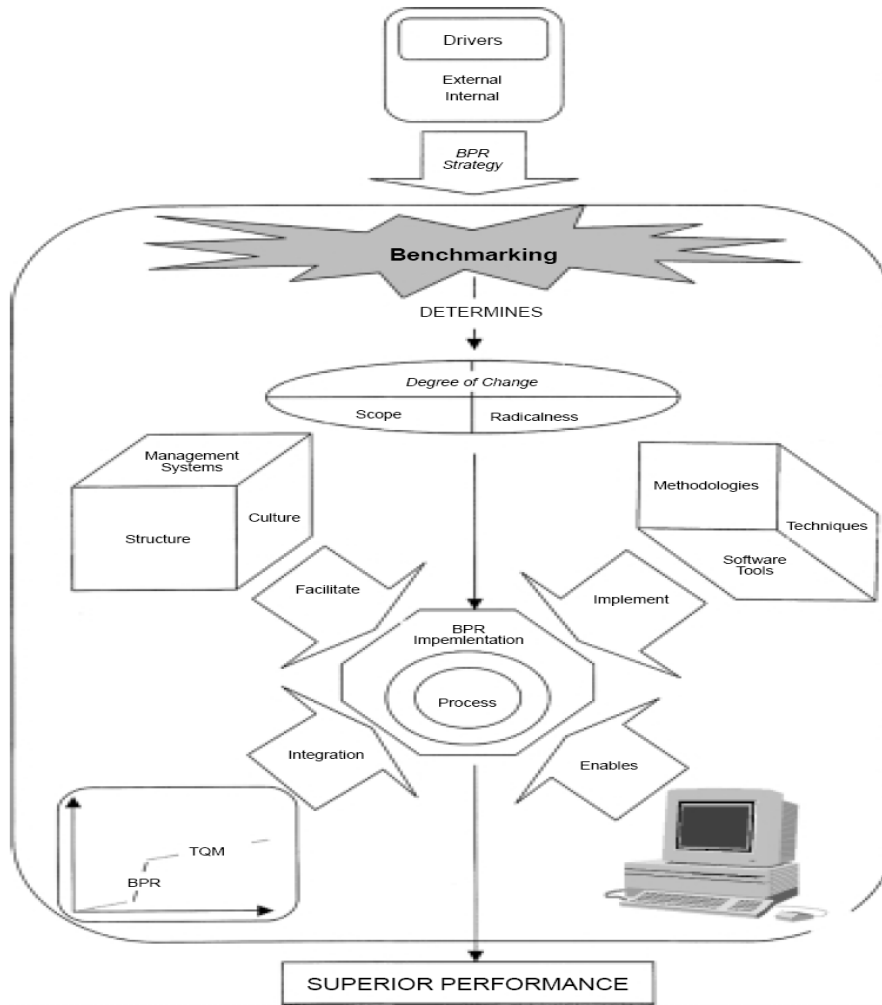 Drivers
External
Internal
BPR
Strategy
Benchmarking
DETERMINES
Degree of Change
Scope
Radicalness
Management
Systems
Culture
Structure
Methodologies
Techniques
Software
Tools
Facilitate
Implement
BPR
Impemlentation
Process
Integration
Enables
TQM
BPR
SUPERIOR PERFORMANCE